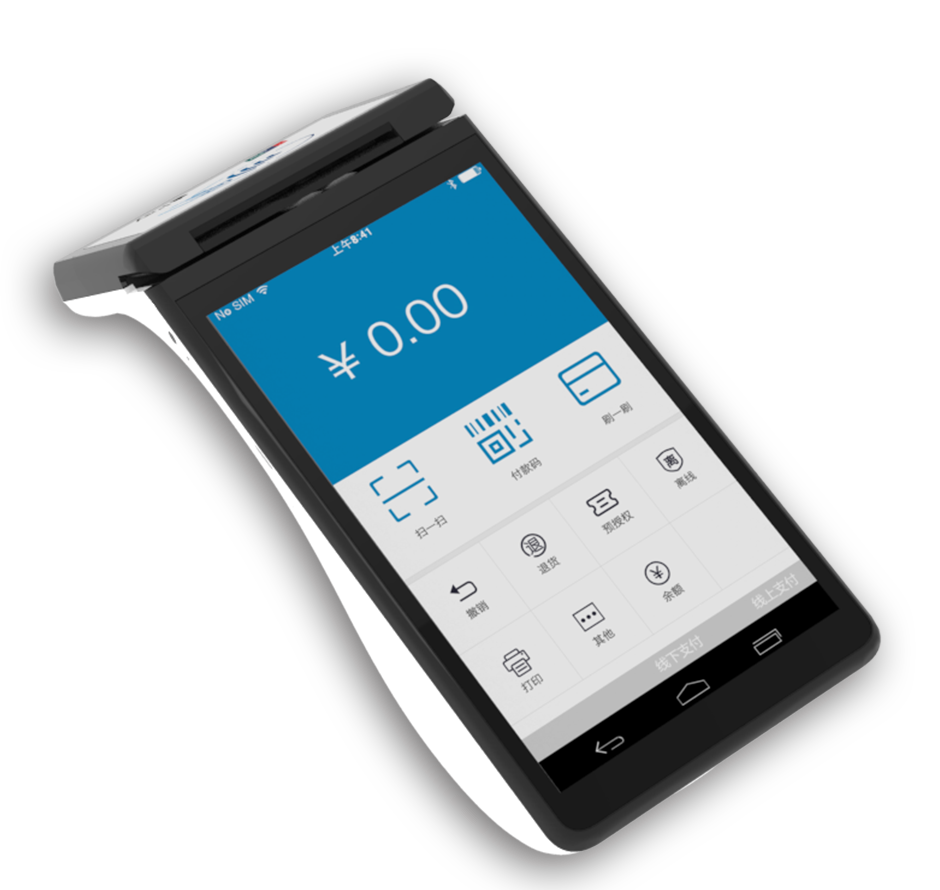 No SIM 上午8:41
¥ 0.00
扫一扫 付款码 刷一刷
撤销 退货 预授权 离线
打印 其他 余额
线下支付 线上支付